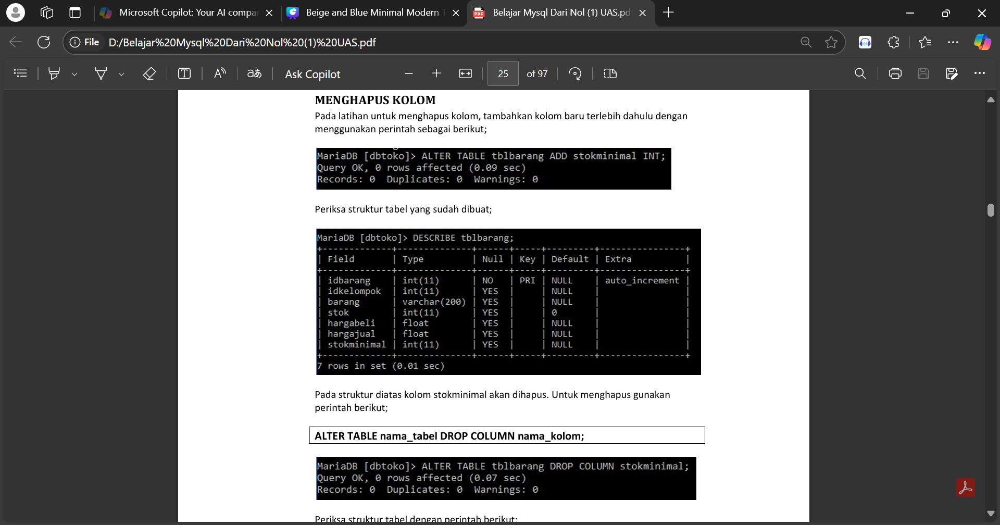 Microsoft Copilot: Your AI compa
Beige and Blue Minimal Modern
Belajar Mysql Dari Nol (1) UAS.pd
File D:/Belajar%20Mysql%20Dari%20Nol%20(1)%20UAS.pdf
Ask Copilot
25 of 97
MENGHAPUS KOLOM
Pada latihan untuk menghapus kolom, tambahkan kolom baru terlebih dahulu dengan
menggunakan perintah sebagai berikut;
MariaDB [dbtoko]> ALTER TABLE tblbarang ADD stokminimal INT;
Query OK, 0 rows affected (0.09 sec)
Records: 0 Duplicates: 0 Warnings: 0
Periksa struktur tabel yang sudah dibuat;
MariaDB [dbtoko]> DESCRIBE tblbarang;
+-------------+--------------+------+-----+---------+----------------+
| Field | Type | Null | Key | Default | Extra |
+-------------+--------------+------+-----+---------+----------------+
| idbarang | int(11) | NO | PRI | NULL | auto_increment |
| idkelompok | int(11) | YES | | NULL | |
| barang | varchar(200) | YES | | NULL | |
| stok | int(11) | YES | | 0 | |
| hargabeli | float | YES | | NULL | |
| hargajual | float | YES | | NULL | |
| stokminimal | int(11) | YES | | NULL | |
+-------------+--------------+------+-----+---------+----------------+
7 rows in set (0.01 sec)
Pada struktur diatas kolom stokminimal akan dihapus. Untuk menghapus gunakan
perintah berikut;
ALTER TABLE nama_tabel DROP COLUMN nama_kolom;
MariaDB [dbtoko]> ALTER TABLE tblbarang DROP COLUMN stokminimal;
Query OK, 0 rows affected (0.07 sec)
Records: 0 Duplicates: 0 Warnings: 0
Periksa struktur tabel dengan perintah berikut: